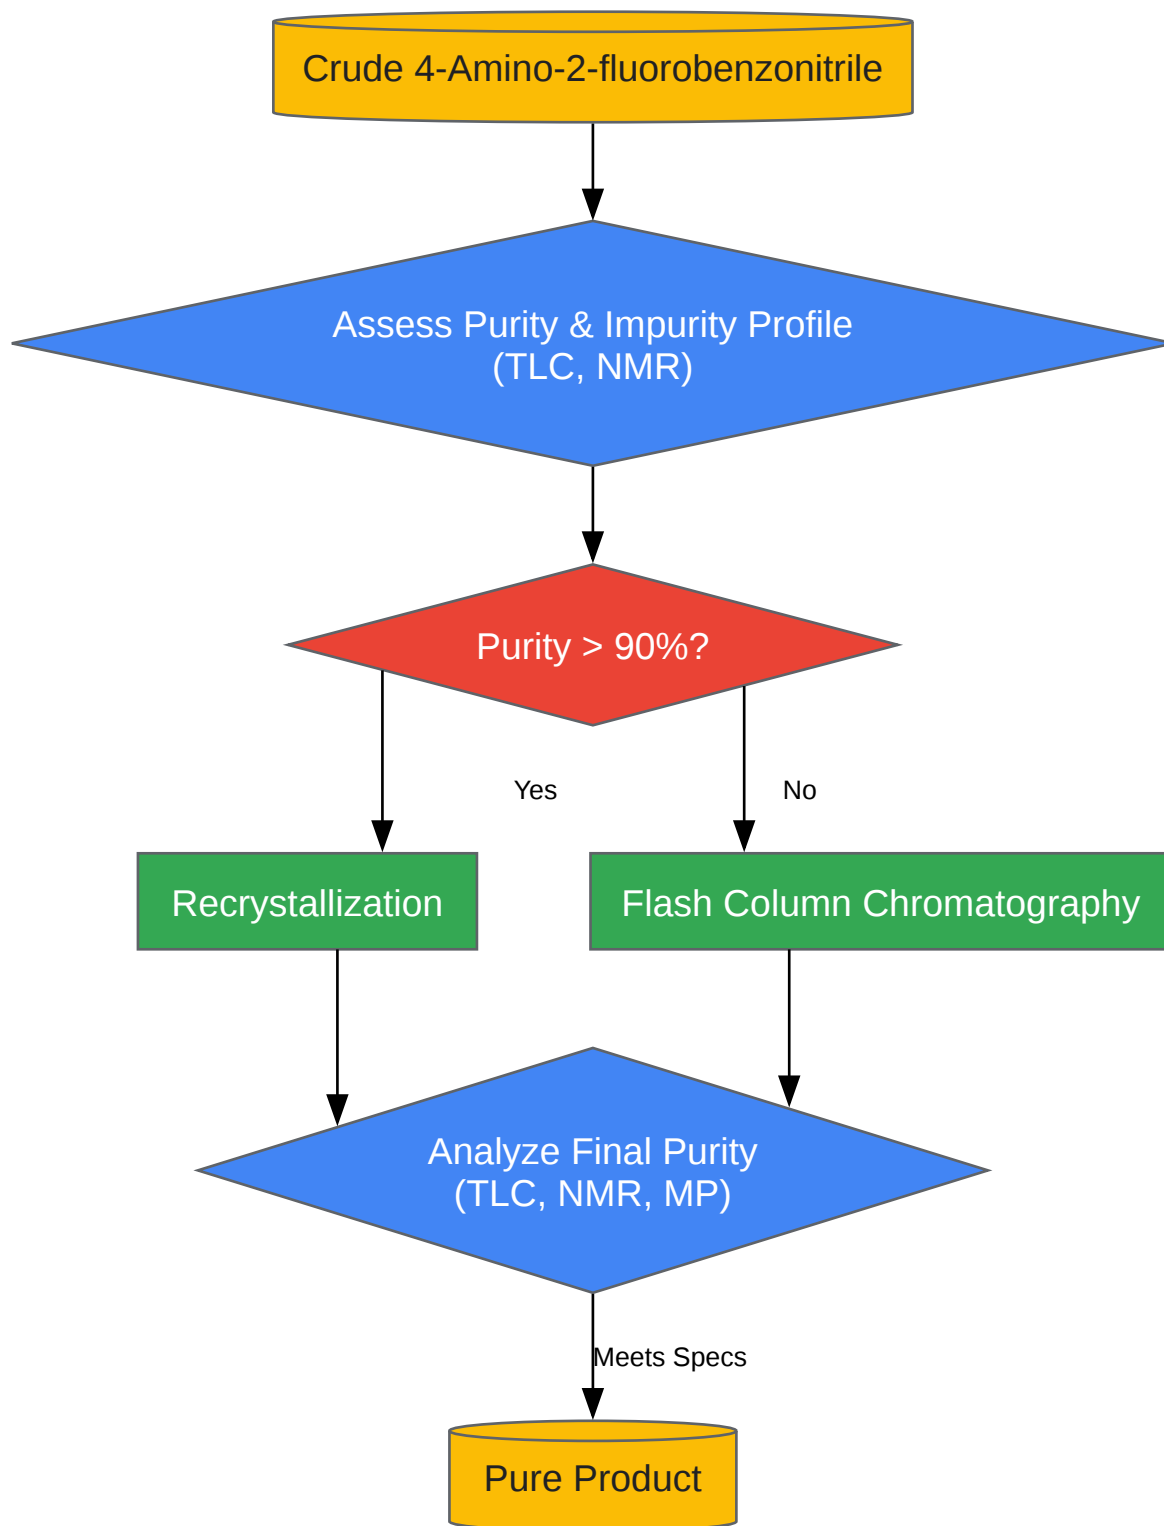 Crude 4-Amino-2-fluorobenzonitrile
Assess Purity & Impurity Profile
(TLC, NMR)
Purity > 90%?
Yes
No
Recrystallization
Flash Column Chromatography
Analyze Final Purity
(TLC, NMR, MP)
Meets Specs
Pure Product